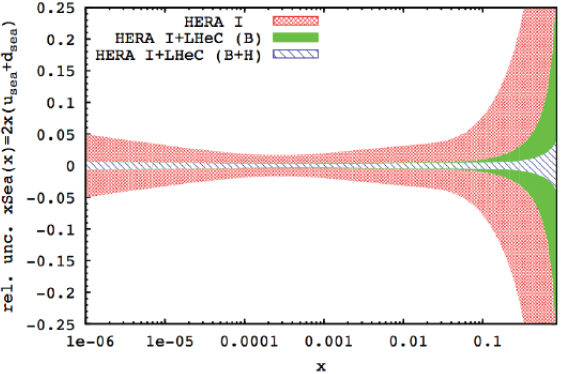 HERA I
HERA I+LHeC (B)
HERA I+LHeC (B+H)
rel. unc. xSea(x)=2x(u_sea+d_sea)
0.25
0.2
0.15
0.1
0.05
0
-0.05
-0.1
-0.15
-0.2
-0.25
1e-06 1e-05 0.0001 0.001 0.01 0.1
x